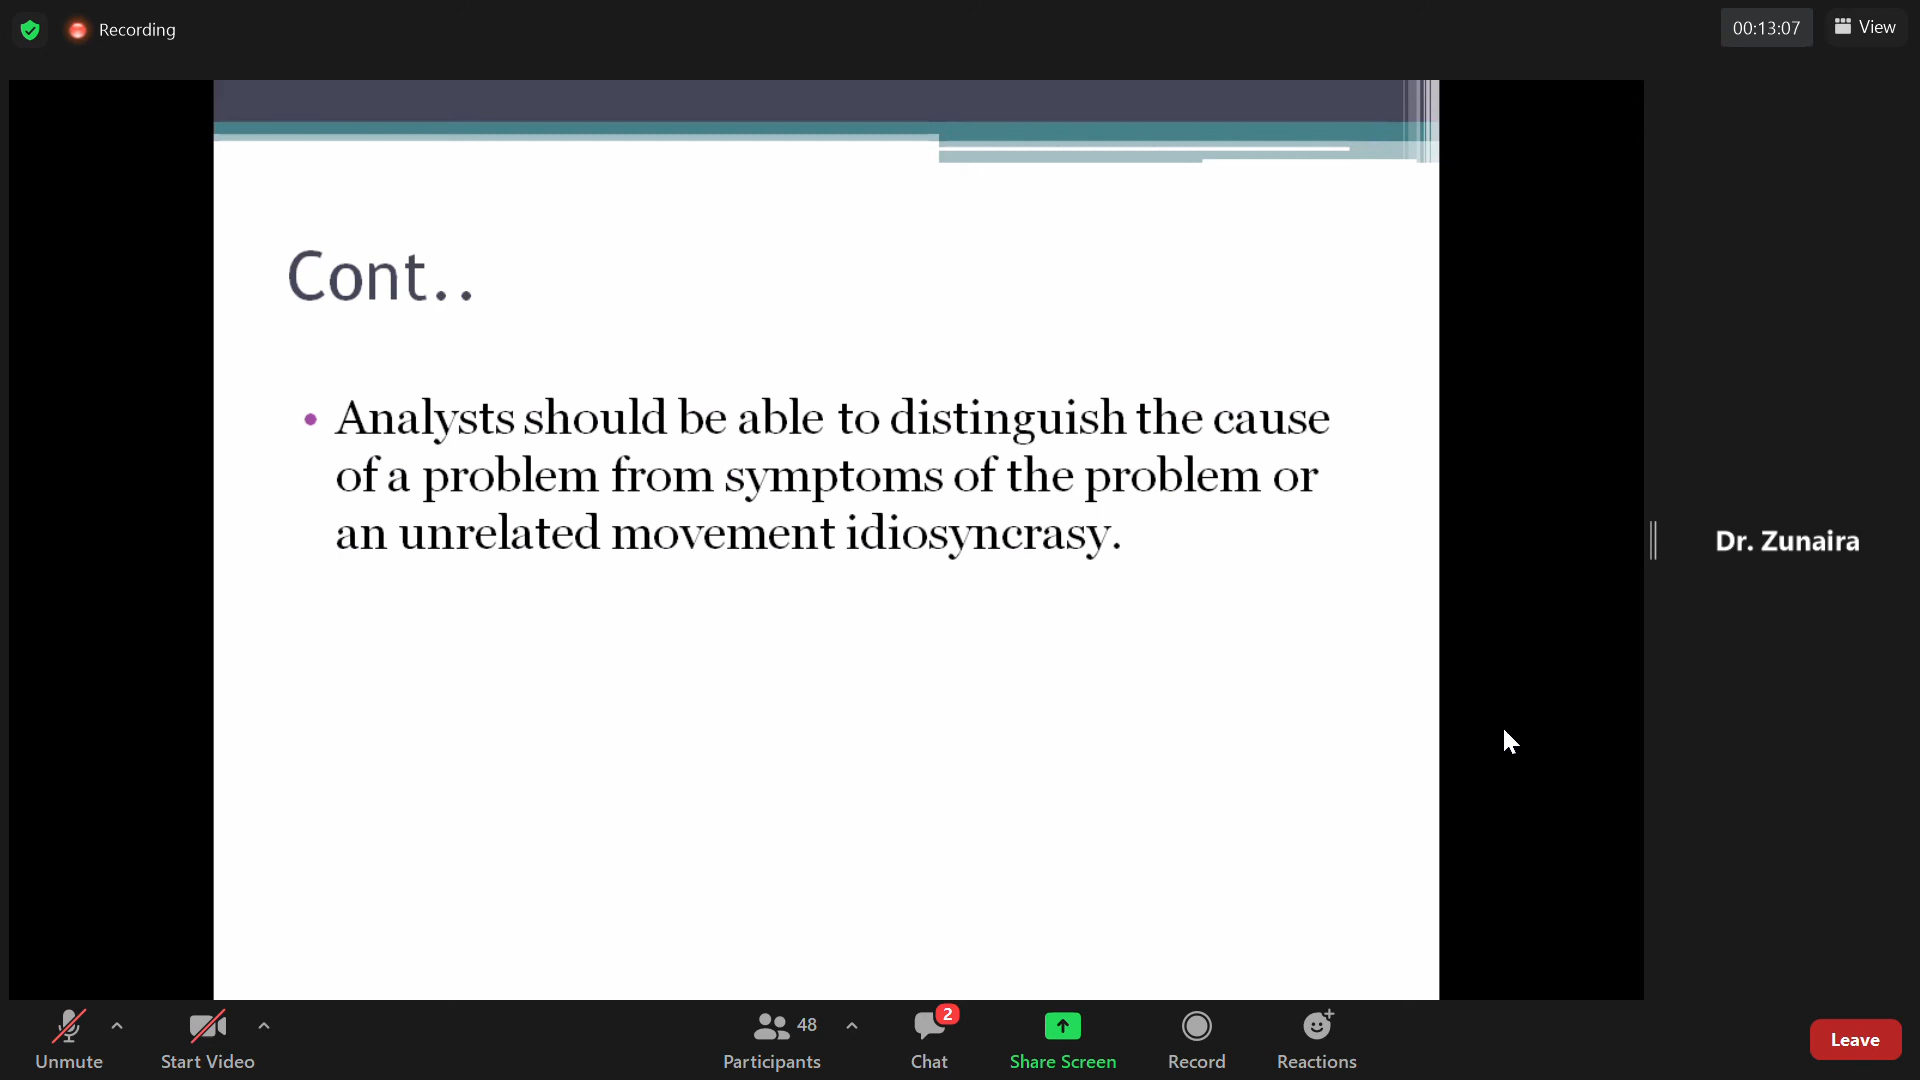 Recording
00:13:07
View
Cont..
• Analysts should be able to distinguish the cause
of a problem from symptoms of the problem or
an unrelated movement idiosyncrasy.
Dr. Zunaira
Unmute
Start Video
48
Participants
2
Chat
Share Screen
Record
Reactions
Leave